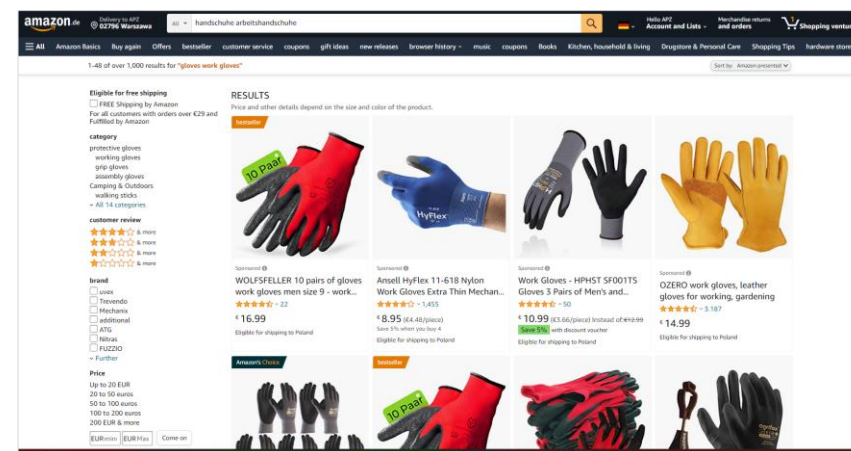 amazon.de
Delivery to APZ
02796 Warszawa
All
handschuhe arbeitshandschuhe
Hello APZ
Account and Lists
Merchandise returns
and orders
1
Shopping venture
All Amazon Basics Buy again Offers bestseller customer service coupons gift ideas new releases browser history music coupons Books Kitchen, household & living Drugstore & Personal Care Shopping Tips hardware store
1-48 of over 1,000 results for "gloves work gloves"
Sort by: Amazon presented
Eligible for free shipping
FREE Shipping by Amazon
For all customers with orders over €29 and
Fulfilled by Amazon
category
protective gloves
working gloves
grip gloves
assembly gloves
Camping & Outdoors
walking sticks
All 14 categories
customer review
& more
& more
& more
& more
brand
uvex
Trevendo
Mechanix
additional
ATG
Nitras
FUZZIO
Further
Price
Up to 20 EUR
20 to 50 euros
50 to 100 euros
100 to 200 euros
200 EUR & more
EUR min
EUR Max
Come on
RESULTS
Price and other details depend on the size and color of the product.
bestseller
10 Paar
Sponsored
WOLFSFELLER 10 pairs of gloves
work gloves men size 9 - work...
22
€ 16.99
Eligible for shipping to Poland
HyFlex
Sponsored
Ansell HyFlex 11-618 Nylon
Work Gloves Extra Thin Mechan...
1,455
€ 8.95 (€4.48/piece)
Save 5% when you buy 4
Eligible for shipping to Poland
Sponsored
Work Gloves - HPHST SF001TS
Gloves 3 Pairs of Men's and...
50
€ 10.99 (€3.66/piece) Instead of:€12.99
Save 5% with discount voucher
Eligible for shipping to Poland
Sponsored
OZERO work gloves, leather
gloves for working, gardening
3.187
€ 14.99
Eligible for shipping to Poland
Amazon's Choice
bestseller
10 Paar